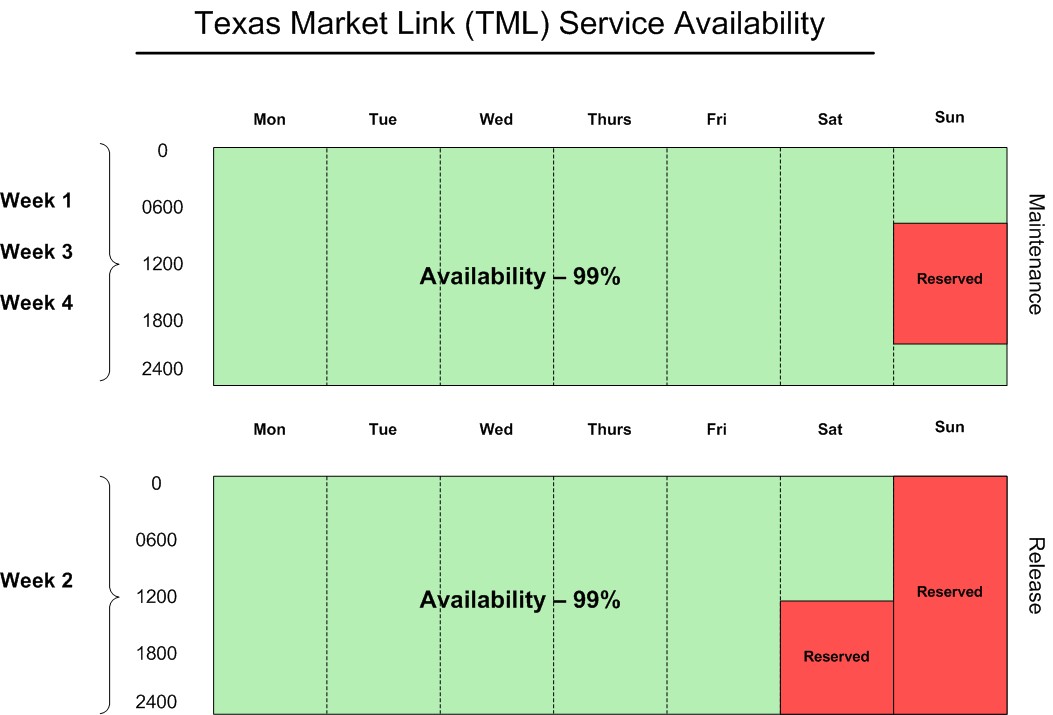 Texas Market Link (TML) Service Availability
Mon Tue Wed Thurs Fri Sat Sun
Week 1
Week 3
Week 4
0
0600
1200
1800
2400
Availability – 99%
Reserved
Maintenance
Mon Tue Wed Thurs Fri Sat Sun
Week 2
0
0600
1200
1800
2400
Availability – 99%
Reserved
Reserved
Release